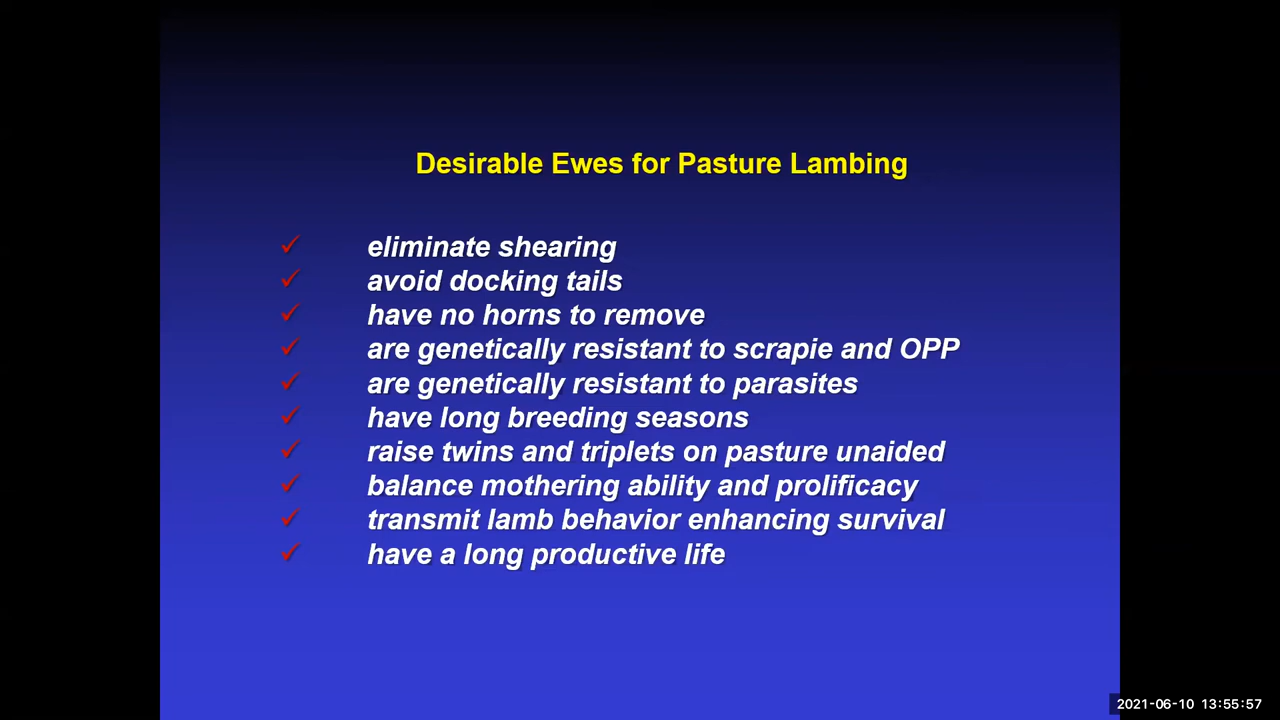 Desirable Ewes for Pasture Lambing
✓ eliminate shearing
✓ avoid docking tails
✓ have no horns to remove
✓ are genetically resistant to scrapie and OPP
✓ are genetically resistant to parasites
✓ have long breeding seasons
✓ raise twins and triplets on pasture unaided
✓ balance mothering ability and prolificacy
✓ transmit lamb behavior enhancing survival
✓ have a long productive life
2021-06-10 13:55:57